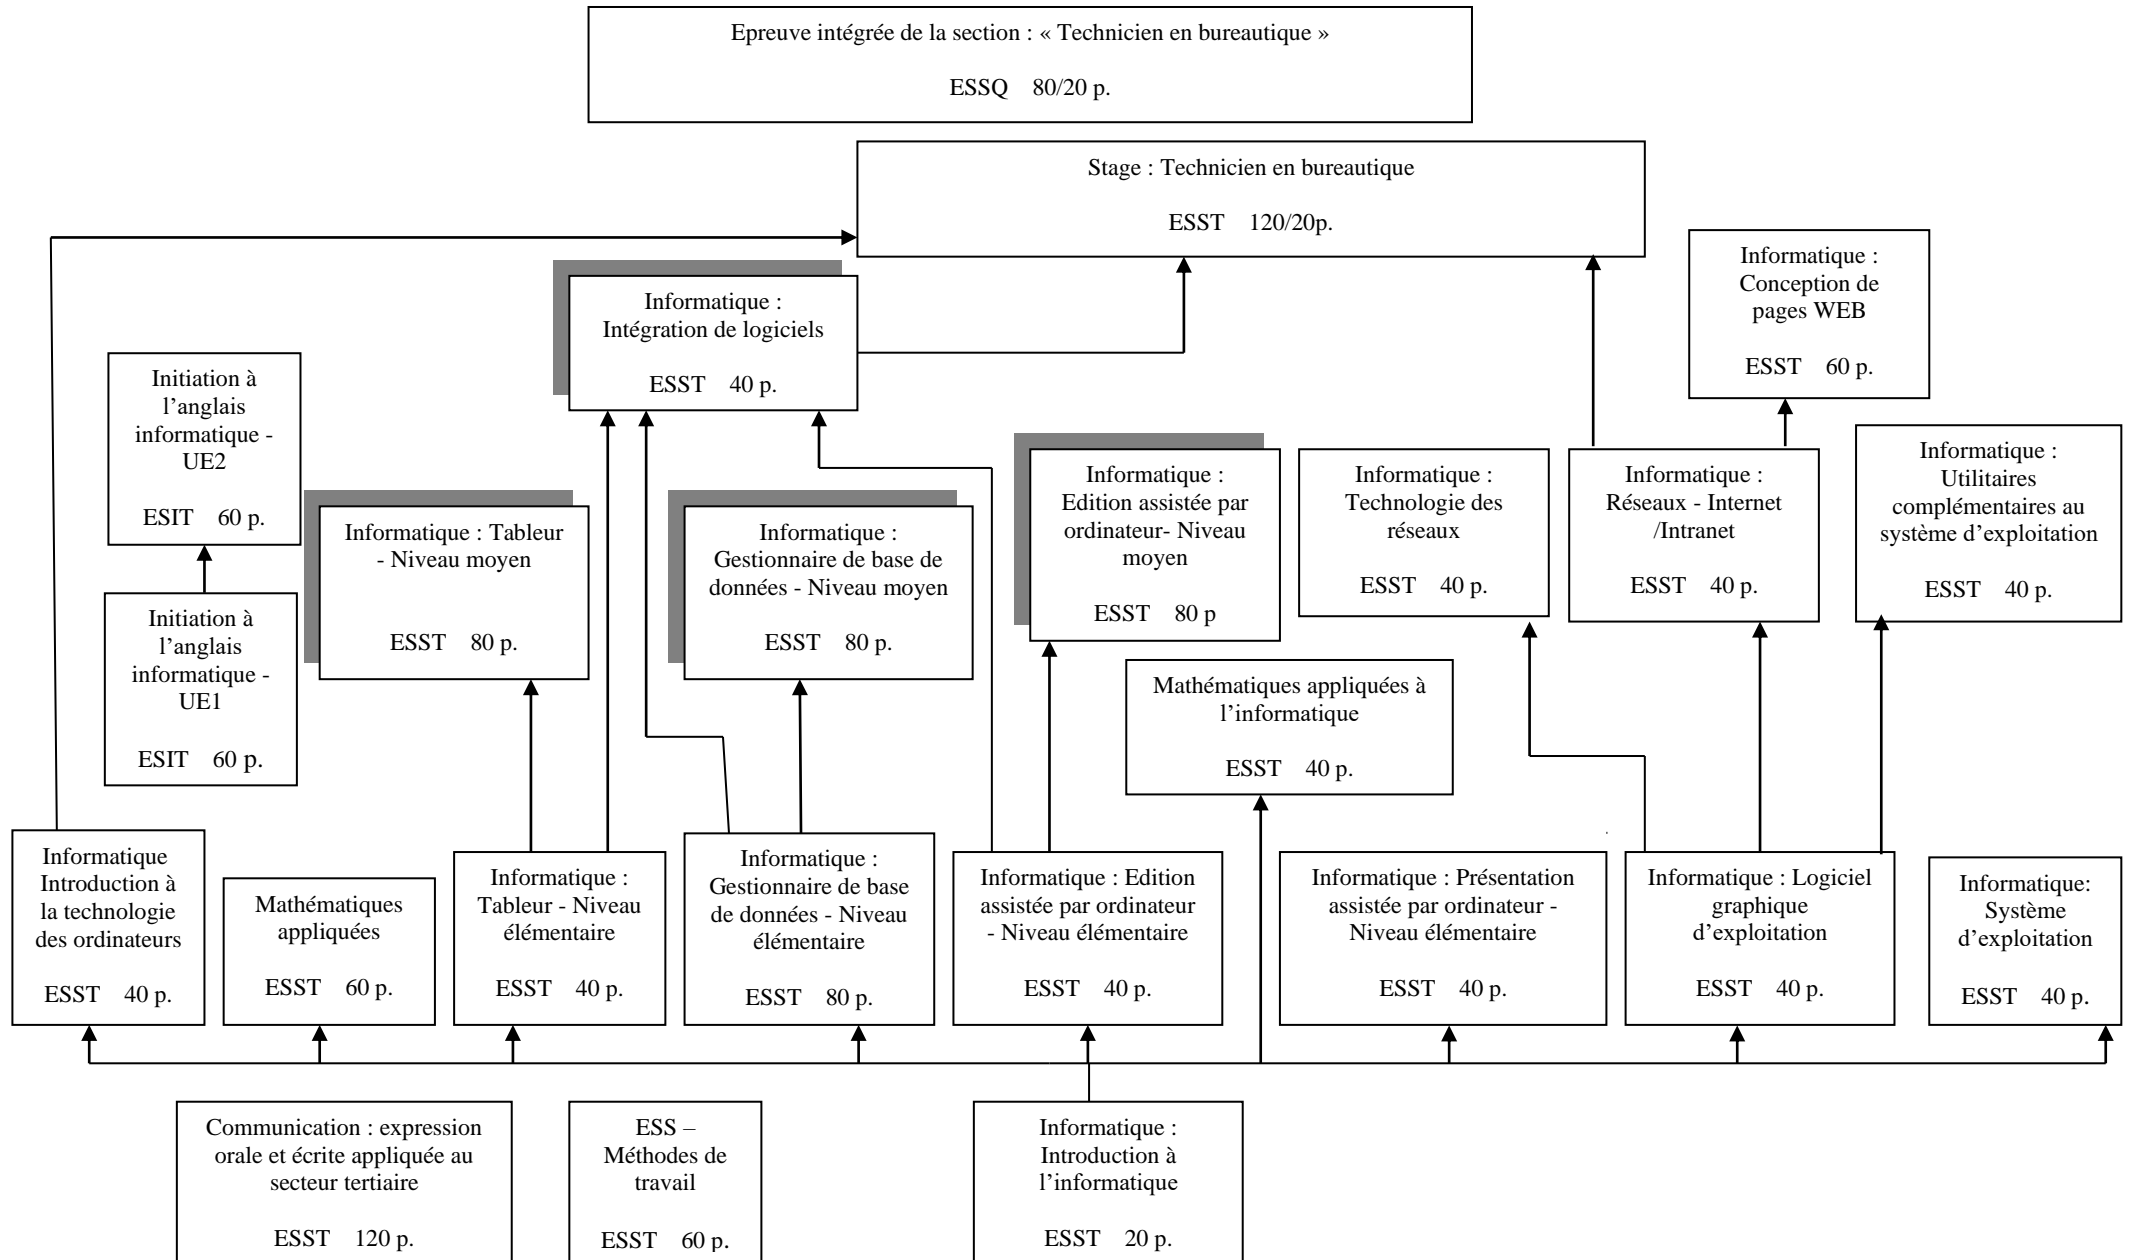 Epreuve intégrée de la section : « Technicien en bureautique »
ESSQ 80/20 p.
Stage : Technicien en bureautique
ESST 120/20p.
Informatique :
Conception de
pages WEB
ESST 60 p.
Informatique :
Intégration de logiciels
ESST 40 p.
Initiation à
l’anglais
informatique -
UE2
ESIT 60 p.
Informatique : Tableur
- Niveau moyen
ESST 80 p.
Informatique :
Gestionnaire de base de
données - Niveau moyen
ESST 80 p.
Informatique :
Edition assistée par
ordinateur- Niveau
moyen
ESST 80 p
Informatique :
Technologie des
réseaux
ESST 40 p.
Informatique :
Réseaux - Internet
/Intranet
ESST 40 p.
Informatique :
Utilitaires
complémentaires au
système d’exploitation
ESST 40 p.
Initiation à
l’anglais
informatique -
UE1
ESIT 60 p.
Mathématiques appliquées à
l’informatique
ESST 40 p.
Informatique
Introduction à
la technologie
des ordinateurs
ESST 40 p.
Mathématiques
appliquées
ESST 60 p.
Informatique :
Tableur - Niveau
élémentaire
ESST 40 p.
Informatique :
Gestionnaire de base
de données - Niveau
élémentaire
ESST 80 p.
Informatique : Edition
assistée par ordinateur
- Niveau élémentaire
ESST 40 p.
Informatique : Présentation
assistée par ordinateur -
Niveau élémentaire
ESST 40 p.
Informatique : Logiciel
graphique
d’exploitation
ESST 40 p.
Informatique:
Système
d’exploitation
ESST 40 p.
Communication : expression
orale et écrite appliquée au
secteur tertiaire
ESST 120 p.
ESS –
Méthodes de
travail
ESST 60 p.
Informatique :
Introduction à
l’informatique
ESST 20 p.